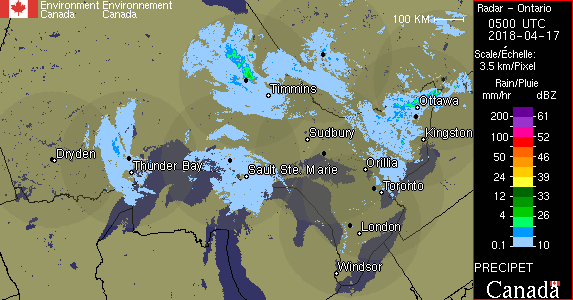 Environment Environnement
Canada Canada
100 KM
Timmins
Ottawa
Sudbury
Kingston
Dryden
Thunder Bay
Sault Ste. Marie
Orillia
Toronto
London
Windsor
Radar - Ontario
0500 UTC
2018-04-17
Scale/Échelle:
3.5 km/Pixel
Rain/Pluie
mm/hr dBZ
200 61
100 52
50 46
24 39
12 33
4 26
0.1 10
PRECIPET
Canada